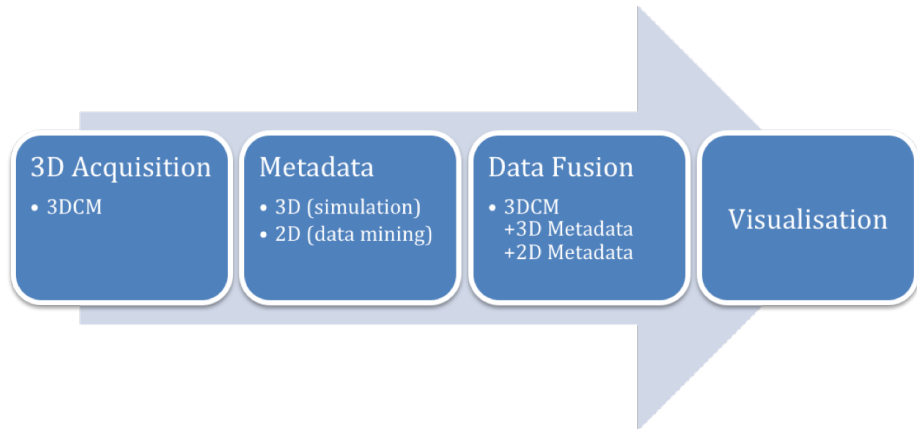 3D Acquisition
• 3DCM
Metadata
• 3D (simulation)
• 2D (data mining)
Data Fusion
• 3DCM
+3D Metadata
+2D Metadata
Visualisation